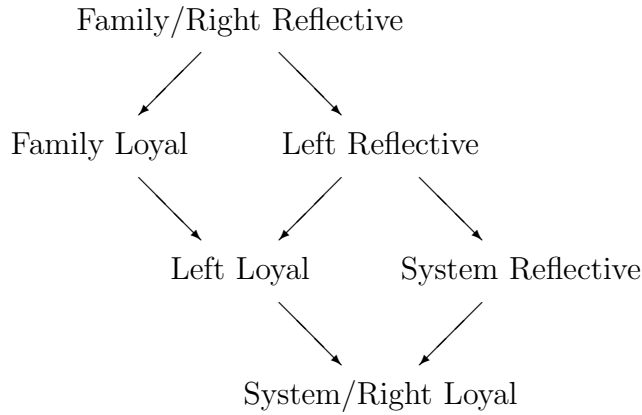 Family/Right Reflective
Family Loyal
Left Reflective
Left Loyal
System Reflective
System/Right Loyal